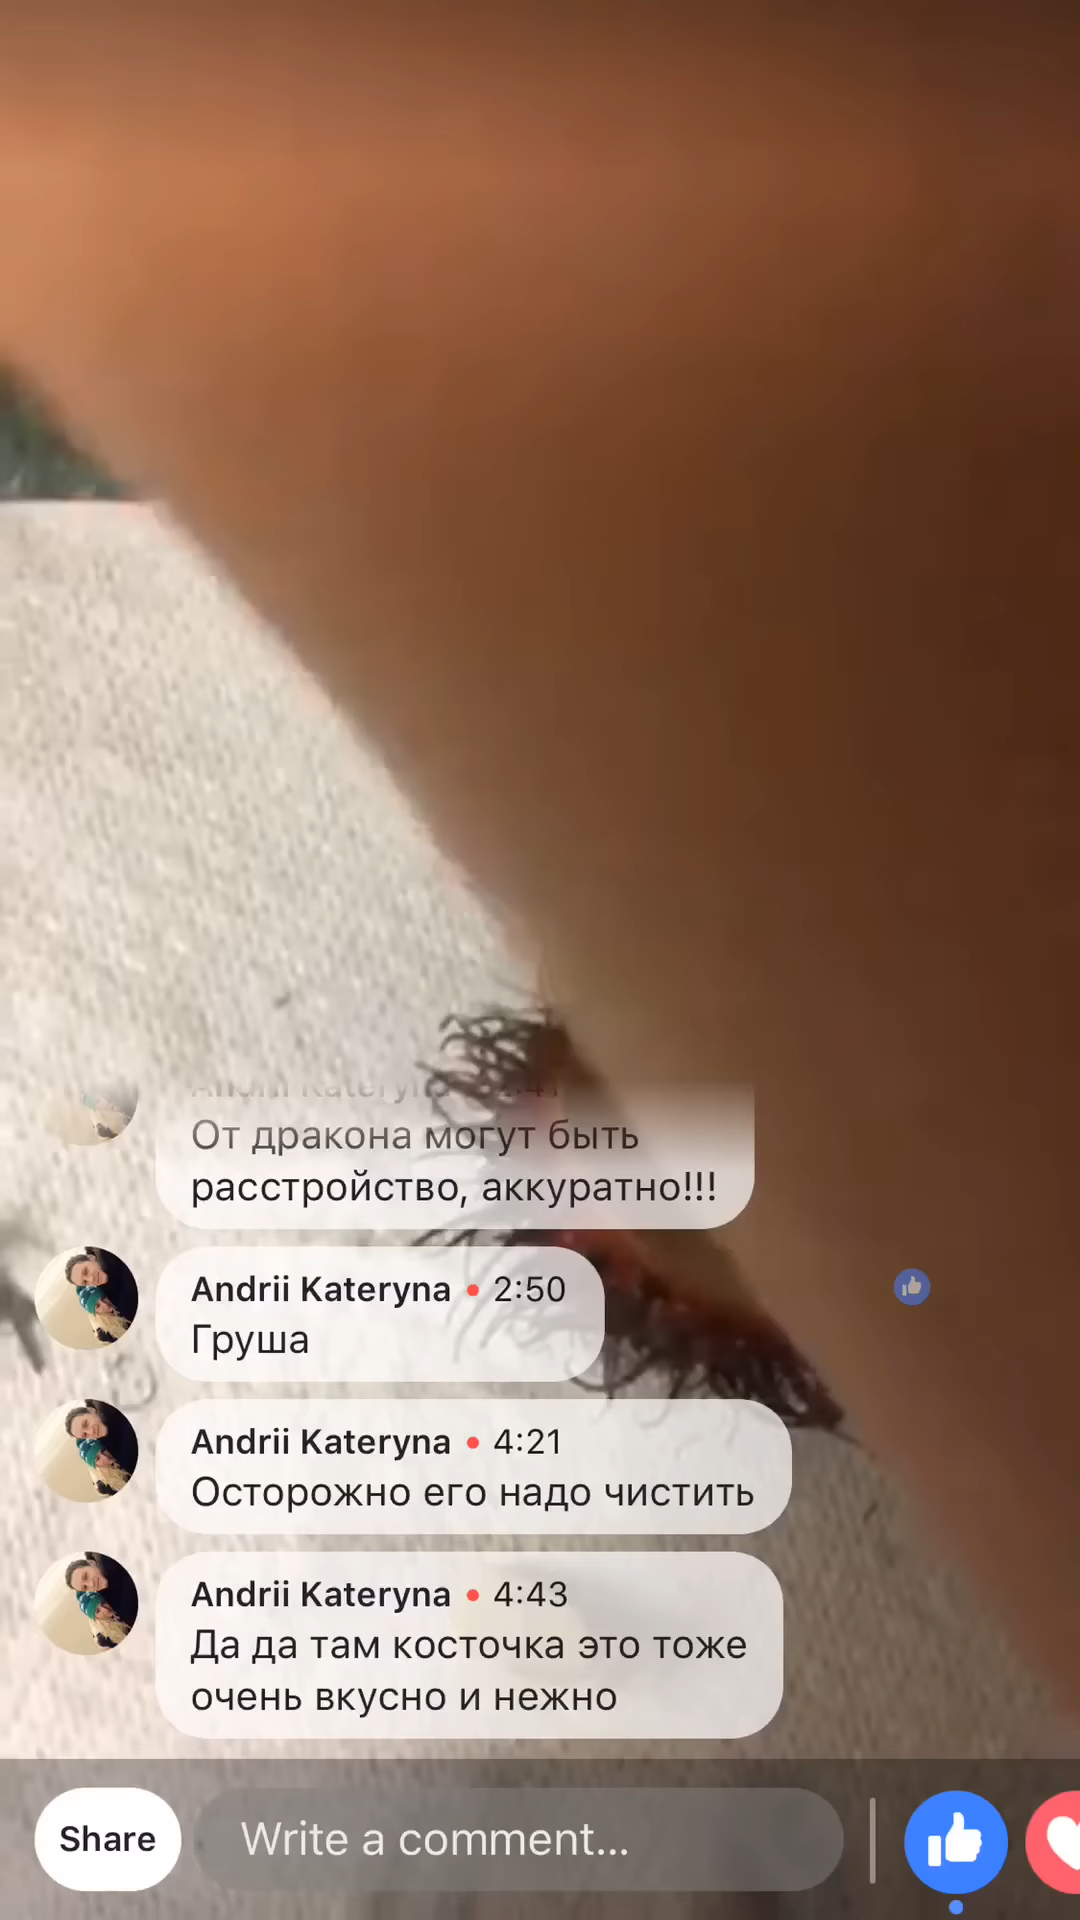 От дракона могут быть
расстройство, аккуратно!!!
Andrii Kateryna • 2:50
Груша
Andrii Kateryna • 4:21
Осторожно его надо чистить
Andrii Kateryna • 4:43
Да да там косточка это тоже
очень вкусно и нежно
Share
Write a comment...